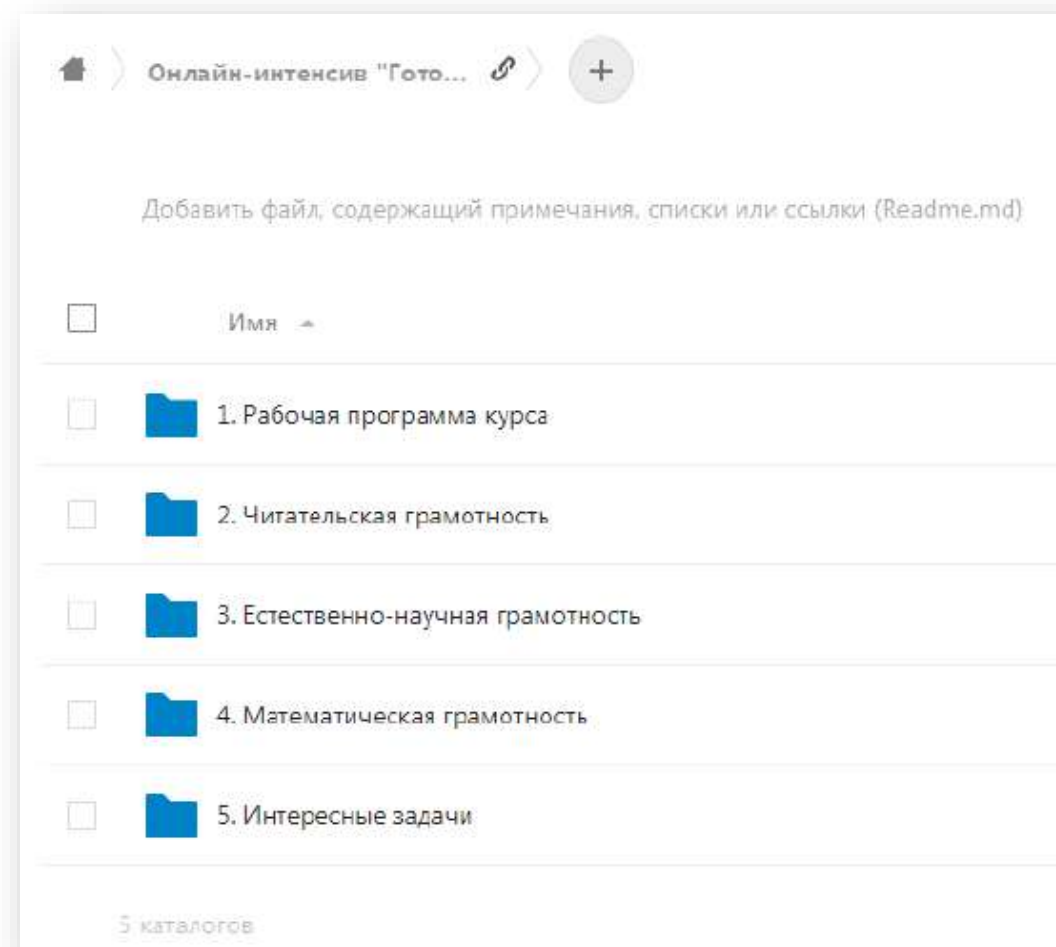 Онлайн-интенсив "Гото...
Добавить файл, содержащий примечания, списки или ссылки (Readme.md)
Имя
1. Рабочая программа курса
2. Читательская грамотность
3. Естественно-научная грамотность
4. Математическая грамотность
5. Интересные задачи
5 каталогов